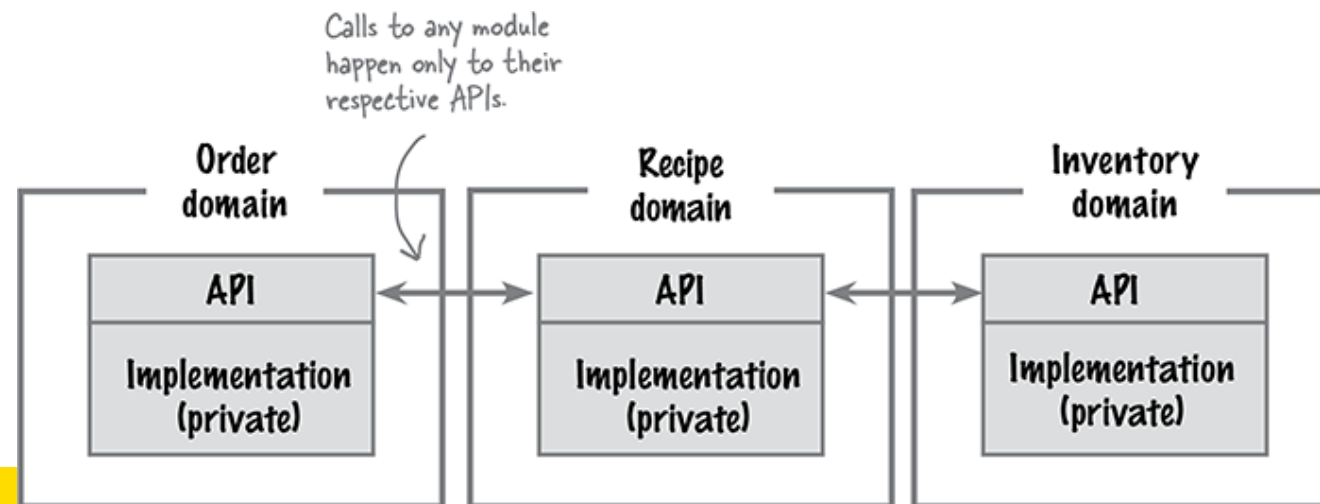 Calls to any module
happen only to their
respective APIs.
Order
domain
Recipe
domain
Inventory
domain
API
API
API
Implementation
(private)
Implementation
(private)
Implementation
(private)